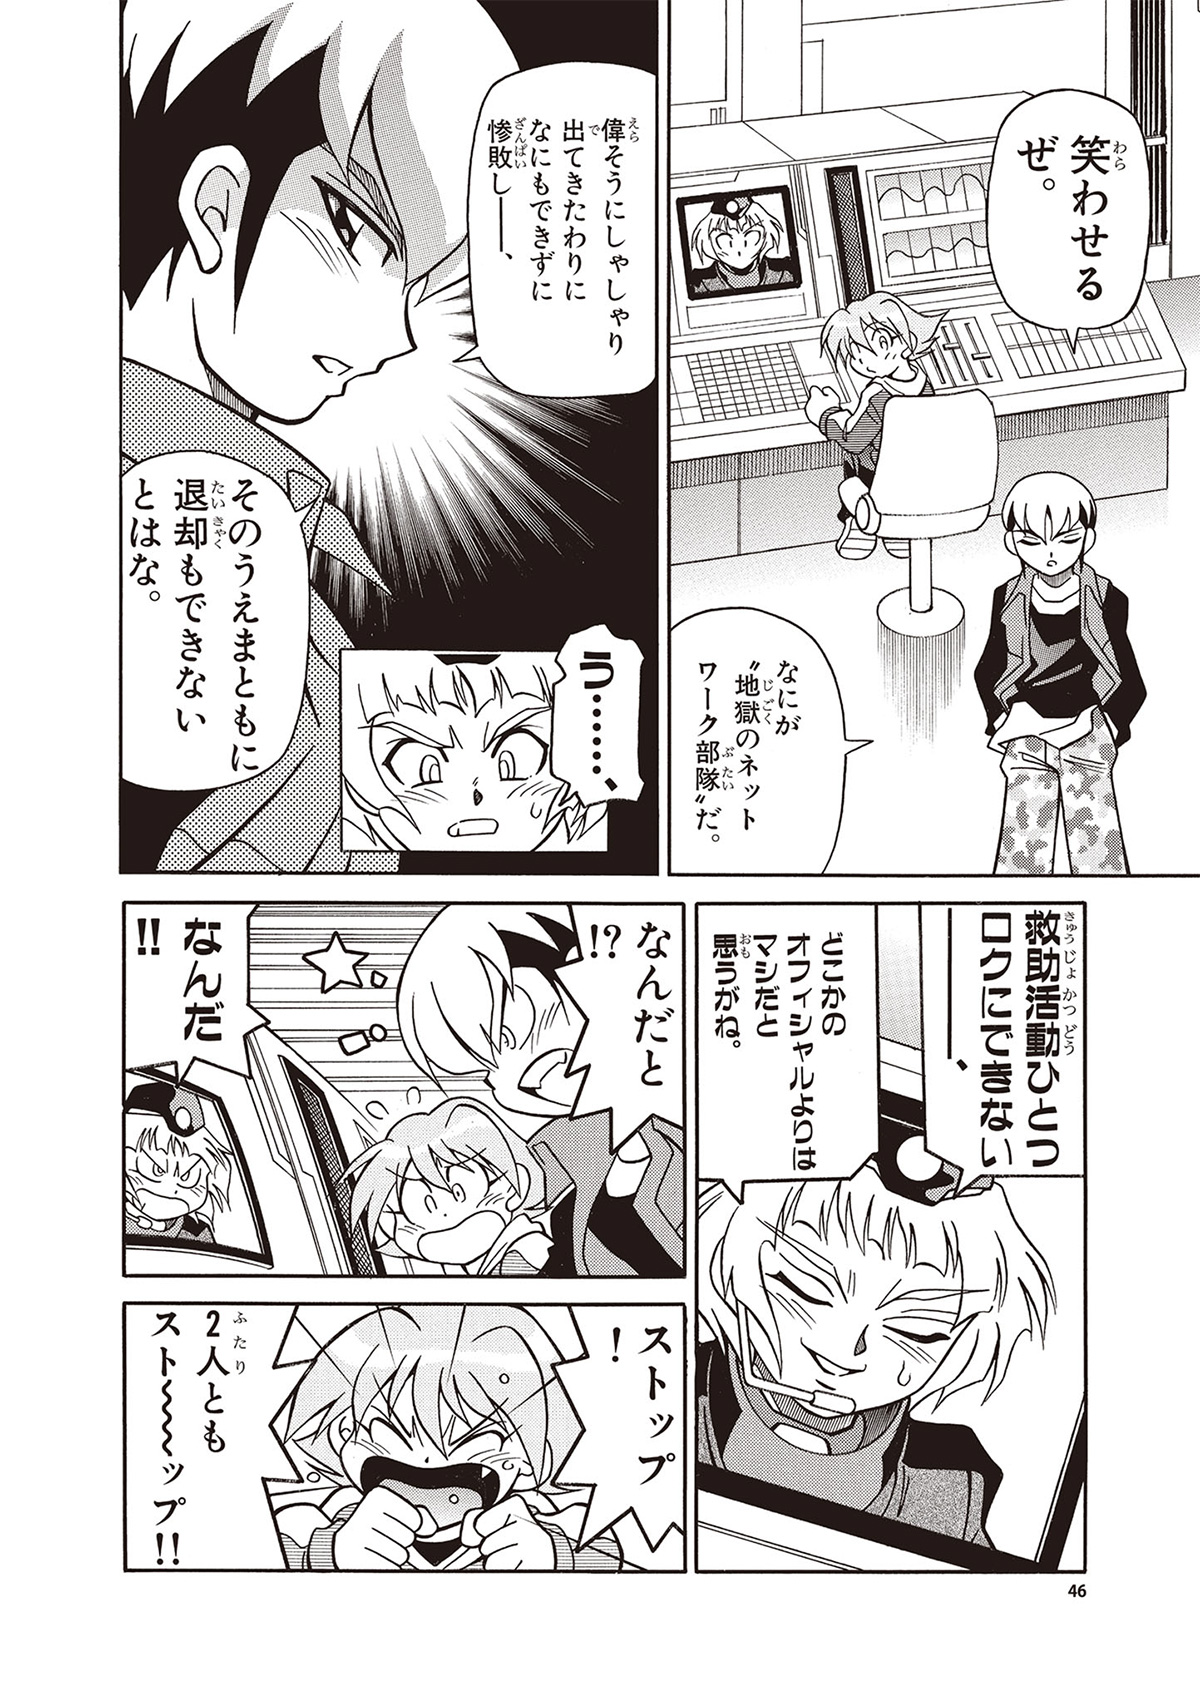 笑わせる
ぜ。
なにが
〝地獄のネット
ワーク部隊〟だ。
偉そうにしゃしゃり
出てきたわりに
なにもできずに
惨敗し――、
そのうえまともに
退却もできない
とはな。
う……、
救助活動ひとつ
ロクにできない
――、
どこかの
オフィシャルよりは
マシだと
思うがね。
なんだと
!?
なんだ
!!
ストップ
!
2人とも
スト〜〜〜ップ!!
46